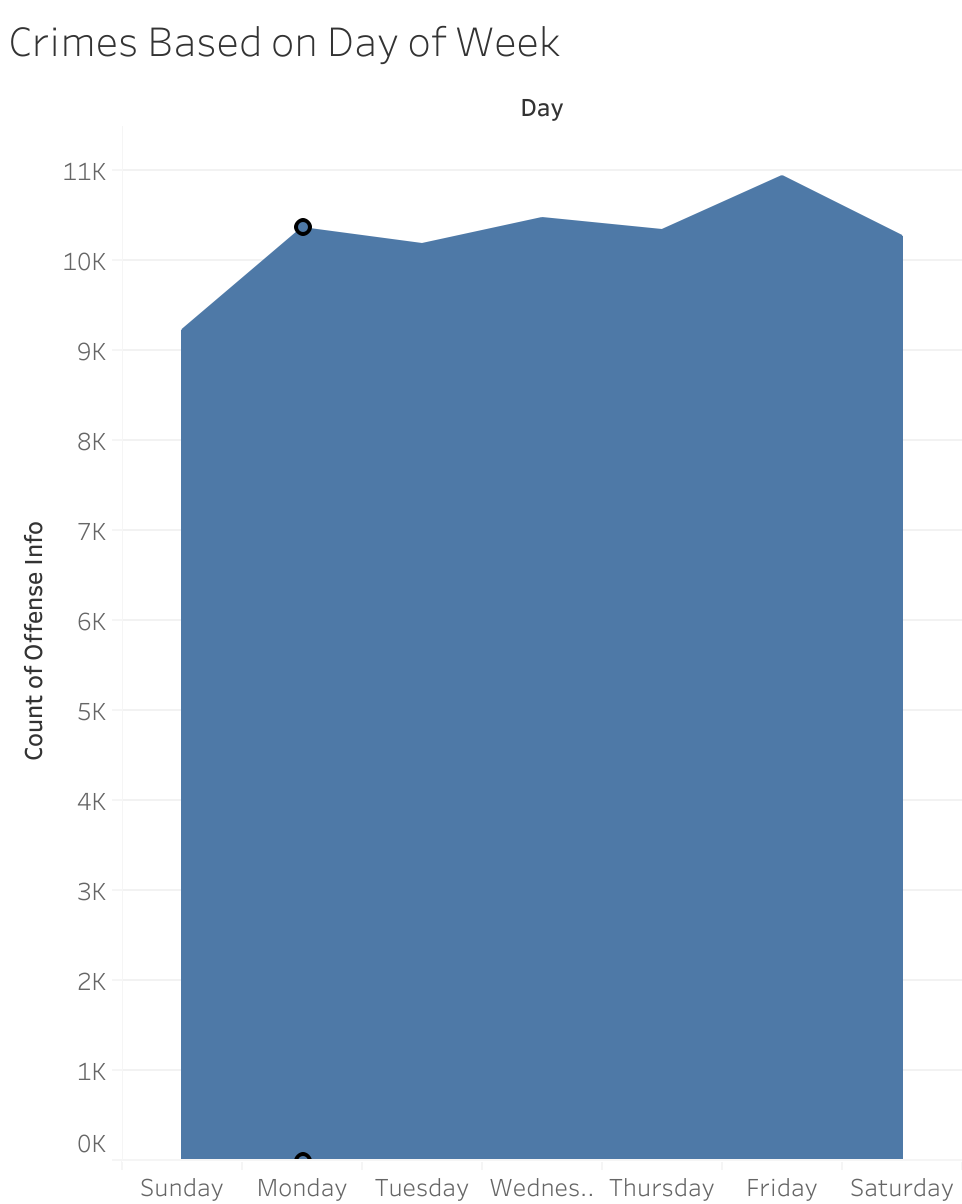 Crimes Based on Day of Week
Day
11K
10K
9K
8K
7K
6K
5K
4K
3K
2K
1K
0K
Count of Offense Info
Sunday Monday Tuesday Wednes.. Thursday Friday Saturday